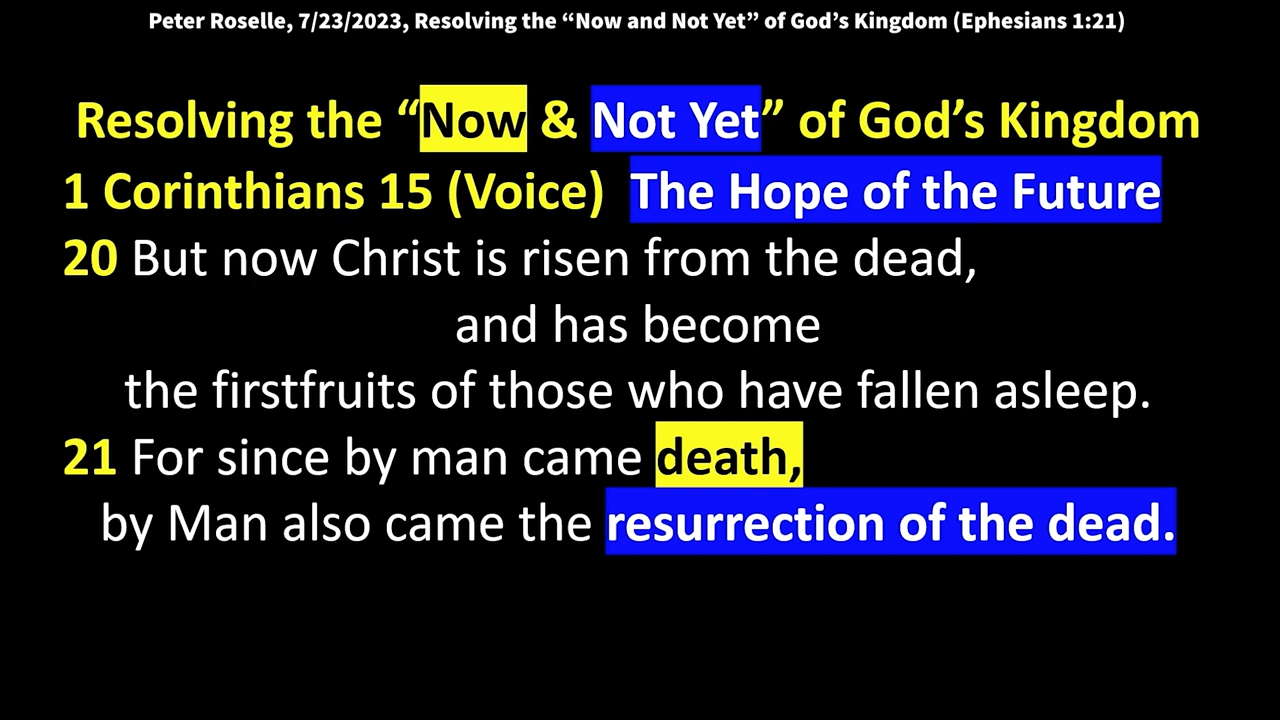 Peter Roselle, 7/23/2023, Resolving the “Now and Not Yet” of God’s Kingdom (Ephesians 1:21)
Resolving the “Now & Not Yet” of God’s Kingdom
1 Corinthians 15 (Voice) The Hope of the Future
20 But now Christ is risen from the dead,
and has become
the firstfruits of those who have fallen asleep.
21 For since by man came death,
by Man also came the resurrection of the dead.